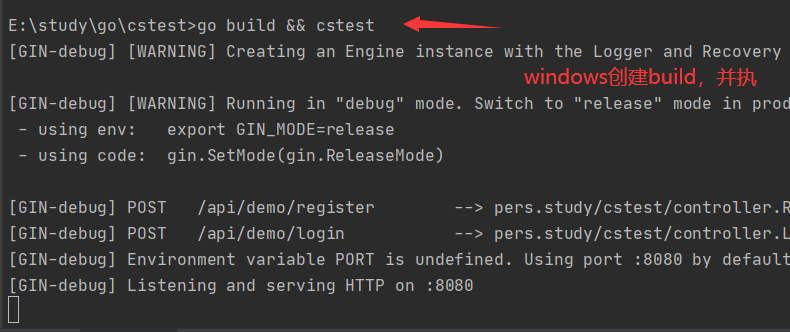 E:\study\go\cstest>go build && cstest
[GIN-debug] [WARNING] Creating an Engine instance with the Logger and Recovery
windows创建build，并执
[GIN-debug] [WARNING] Running in "debug" mode. Switch to "release" mode in prod
- using env:   export GIN_MODE=release
- using code:  gin.SetMode(gin.ReleaseMode)
[GIN-debug] POST   /api/demo/register        --> pers.study/cstest/controller.R
[GIN-debug] POST   /api/demo/login           --> pers.study/cstest/controller.L
[GIN-debug] Environment variable PORT is undefined. Using port :8080 by default
[GIN-debug] Listening and serving HTTP on :8080